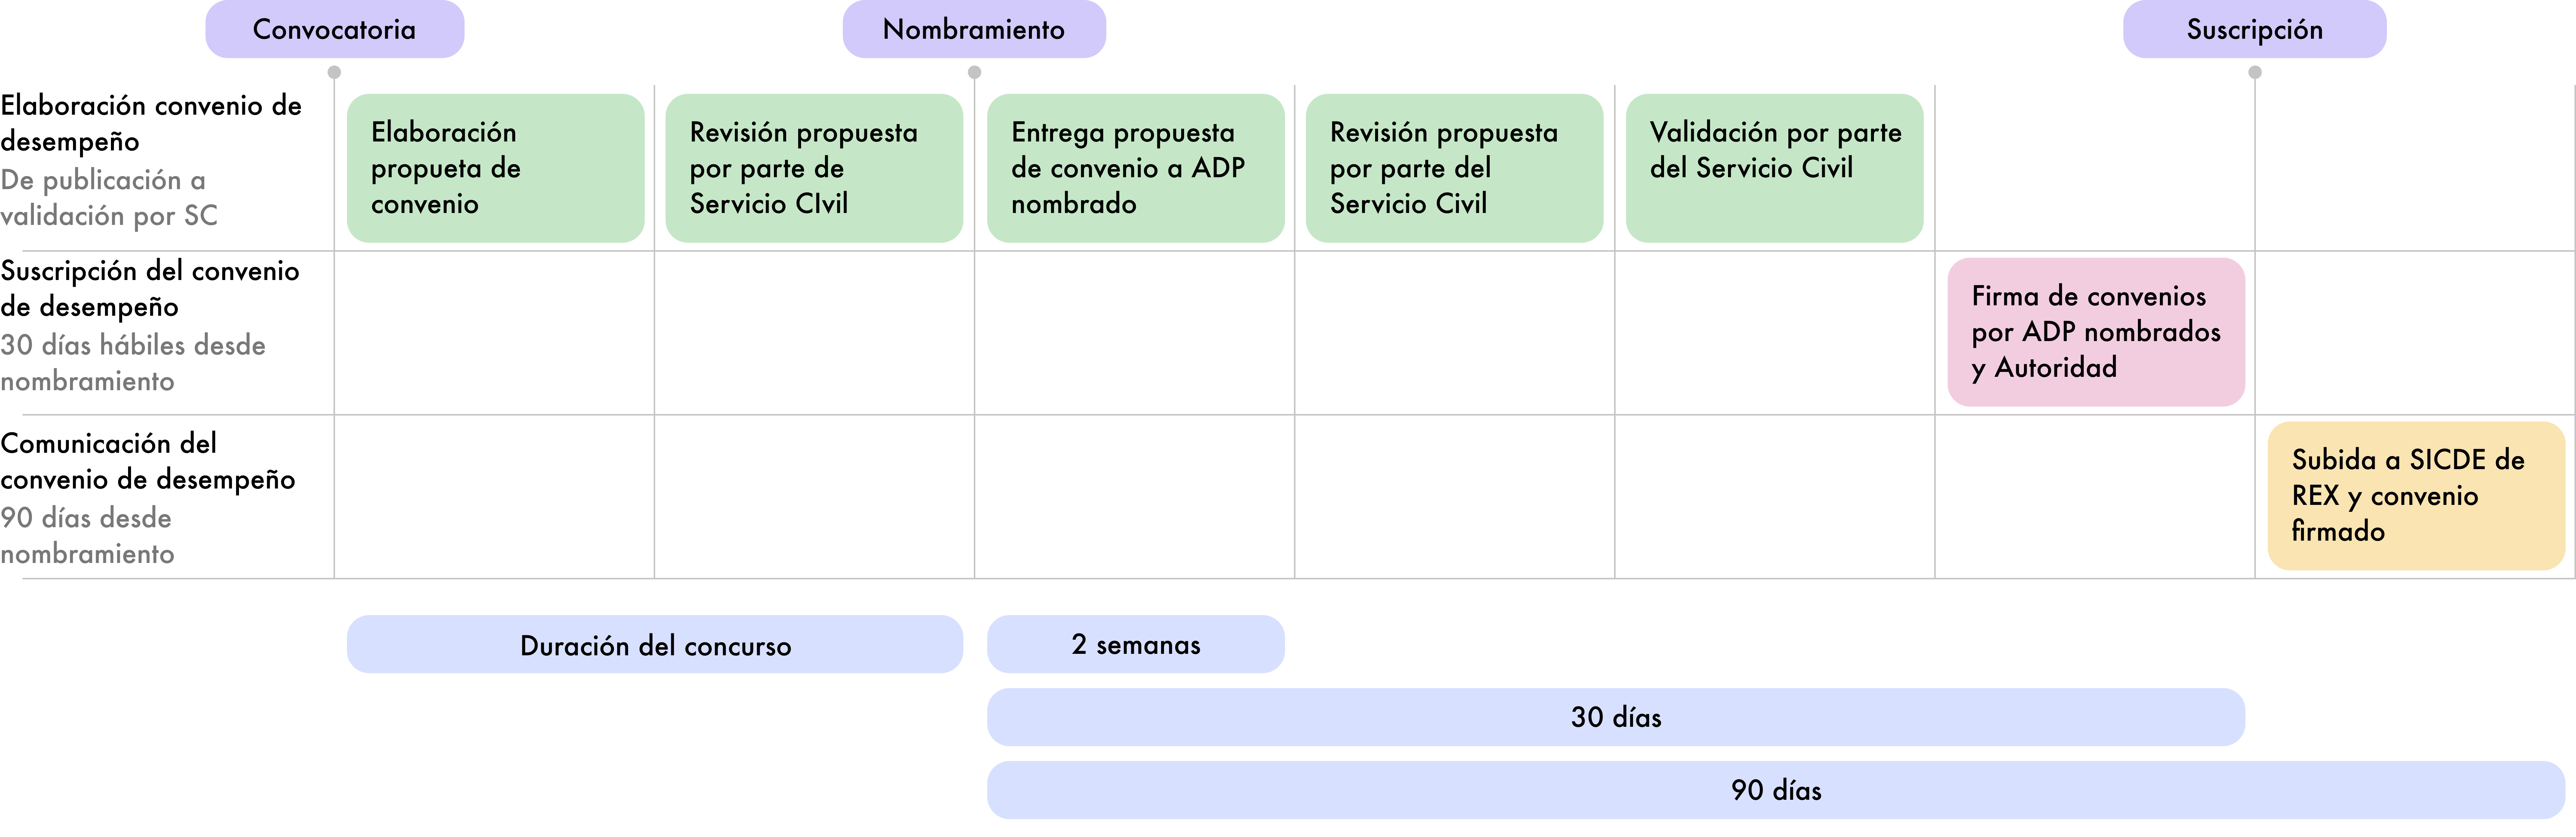 Convocatoria
Nombramiento
Suscripción
Elaboración convenio de
desempeño
De publicación a
validación por SC
Elaboración
propueta de
convenio
Revisión propuesta
por parte de
Servicio CIvil
Entrega propuesta
de convenio a ADP
nombrado
Revisión propuesta
por parte del
Servicio Civil
Validación por parte
del Servicio Civil
Suscripción del convenio
de desempeño
30 días hábiles desde
nombramiento
Firma de convenios
por ADP nombrados
y Autoridad
Comunicación del
convenio de desempeño
90 días desde
nombramiento
Subida a SICDE de
REX y convenio
firmado
Duración del concurso
2 semanas
30 días
90 días